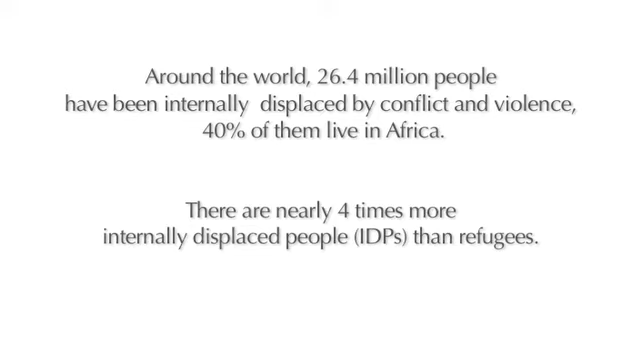 Around the world, 26.4 million people
have been internally displaced by conflict and violence,
40% of them live in Africa.
There are nearly 4 times more
internally displaced people (IDPs) than refugees.